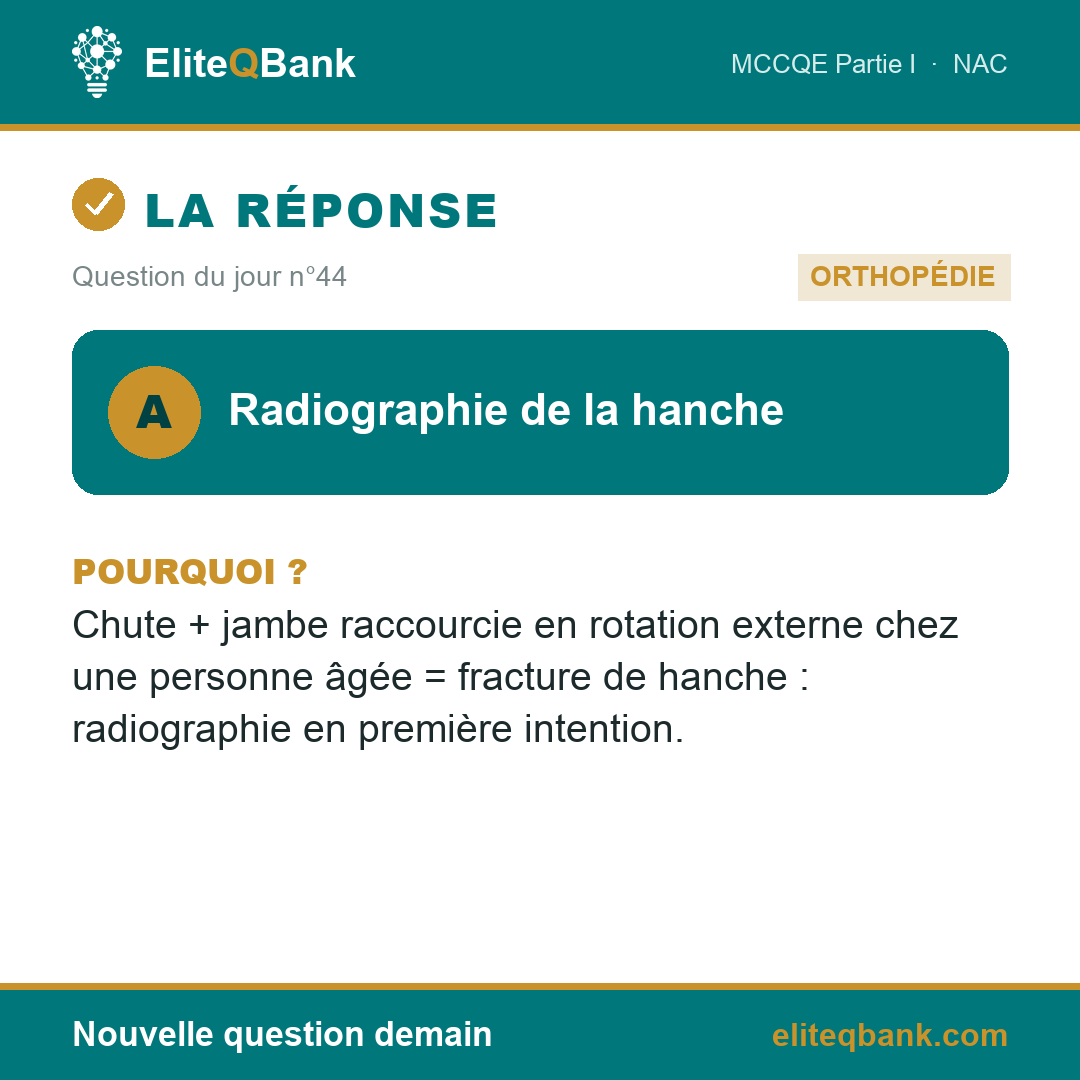 EliteQBank
MCCQE Partie I · NAC
LA RÉPONSE
Question du jour n°44
ORTHOPÉDIE
A
Radiographie de la hanche
POURQUOI ?
Chute + jambe raccourcie en rotation externe chez
une personne âgée = fracture de hanche :
radiographie en première intention.
Nouvelle question demain
eliteqbank.com